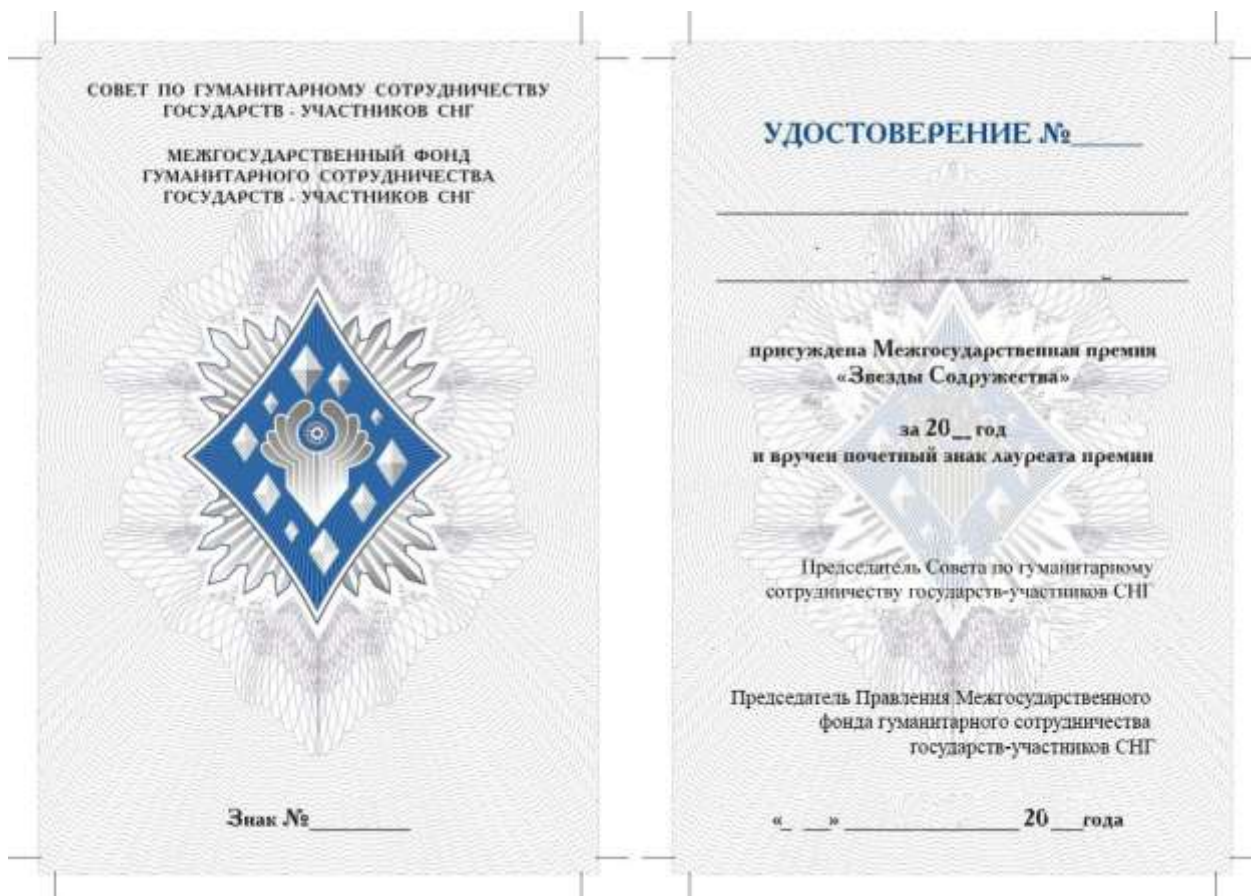 СОВЕТ ПО ГУМАНИТАРНОМУ СОТРУДНИЧЕСТВУ
ГОСУДАРСТВ - УЧАСТНИКОВ СНГ
МЕЖГОСУДАРСТВЕННЫЙ ФОНД
ГУМАНИТАРНОГО СОТРУДНИЧЕСТВА
ГОСУДАРСТВ - УЧАСТНИКОВ СНГ
Знак №________
УДОСТОВЕРЕНИЕ №_____
присуждена Межгосударственная премия
«Звезды Содружества»
за 20__ год
и вручен почетный знак лауреата премии
Председатель Совета по гуманитарному
сотрудничеству государств-участников СНГ
Председатель Правления Межгосударственного
фонда гуманитарного сотрудничества
государств-участников СНГ
«_ __» ________________ 20___года